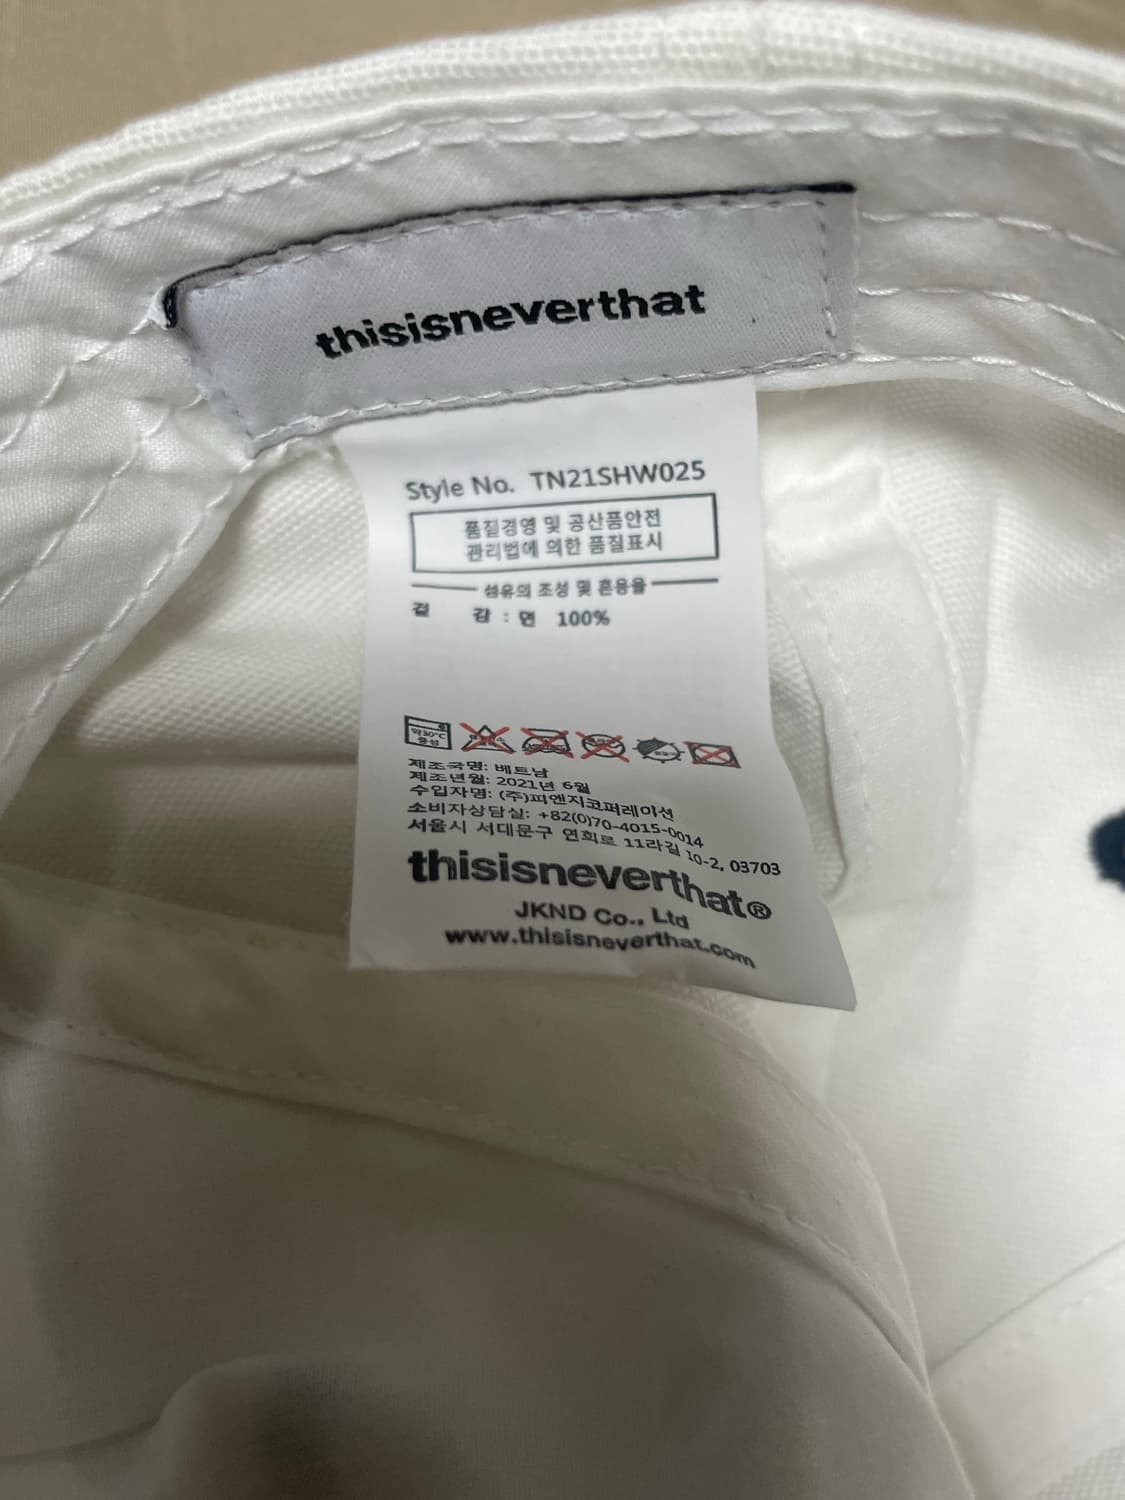 thisisneverthat
Style No. TN21SHW025
품질경영 및 공산품안전
관리법에 의한 품질표시
섬유의 조성 및 혼용율
겉 감 : 면 100%
약30℃
중성
제조국명: 베트남
제조년월: 2021년 6월
수입자명: (주)피엔지코퍼레이션
소비자상담실: +82(0)70-4015-0014
서울시 서대문구 연희로 11라길 10-2, 03703
thisisneverthat®
JKND Co., Ltd
www.thisisneverthat.com